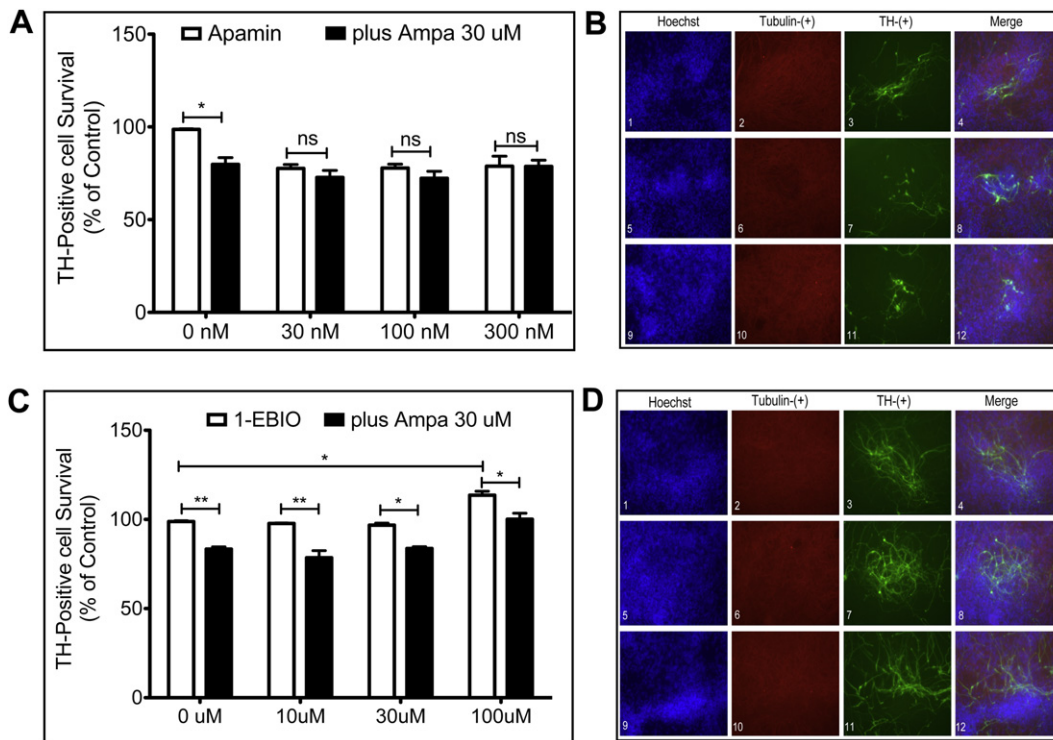 A
TH-Positive cell Survival
(% of Control)
150
100
50
0
Apamin
plus Ampa 30 uM
*
ns
ns
ns
0 nM
30 nM
100 nM
300 nM
B
Hoechst
Tubulin-(+)
TH-(+)
Merge
1
2
3
4
5
6
7
8
9
10
11
12
C
TH-Positive cell Survival
(% of Control)
150
100
50
0
1-EBIO
plus Ampa 30 uM
*
**
**
*
*
0 uM
10uM
30uM
100uM
D
Hoechst
Tubulin-(+)
TH-(+)
Merge
1
2
3
4
5
6
7
8
9
10
11
12